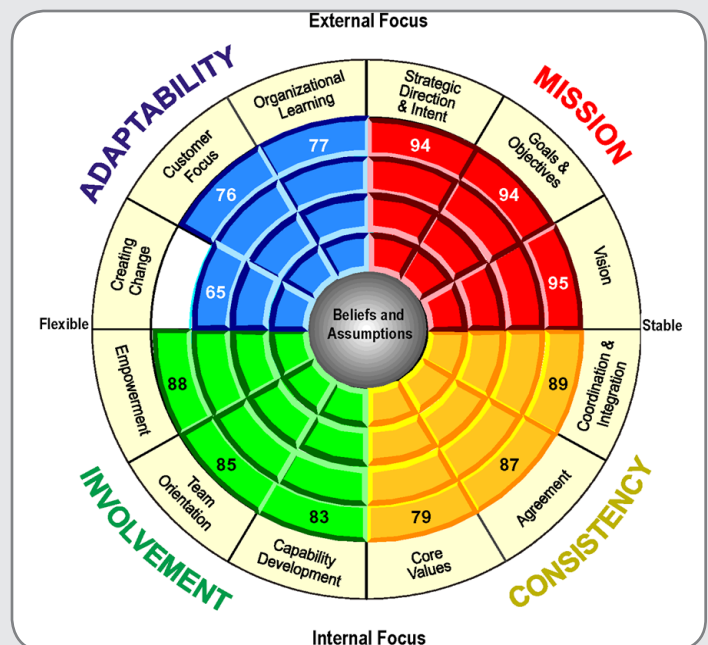 External Focus
ADAPTABILITY
MISSION
Organizational
Learning
Strategic
Direction
& Intent
Customer
Focus
Goals &
Objectives
Creating
Change
Vision
77
94
76
94
65
95
Flexible
Beliefs and
Assumptions
Stable
88
89
85
87
83
79
Empowerment
Coordination &
Integration
Team
Orientation
Agreement
Capability
Development
Core
Values
INVOLVEMENT
CONSISTENCY
Internal Focus